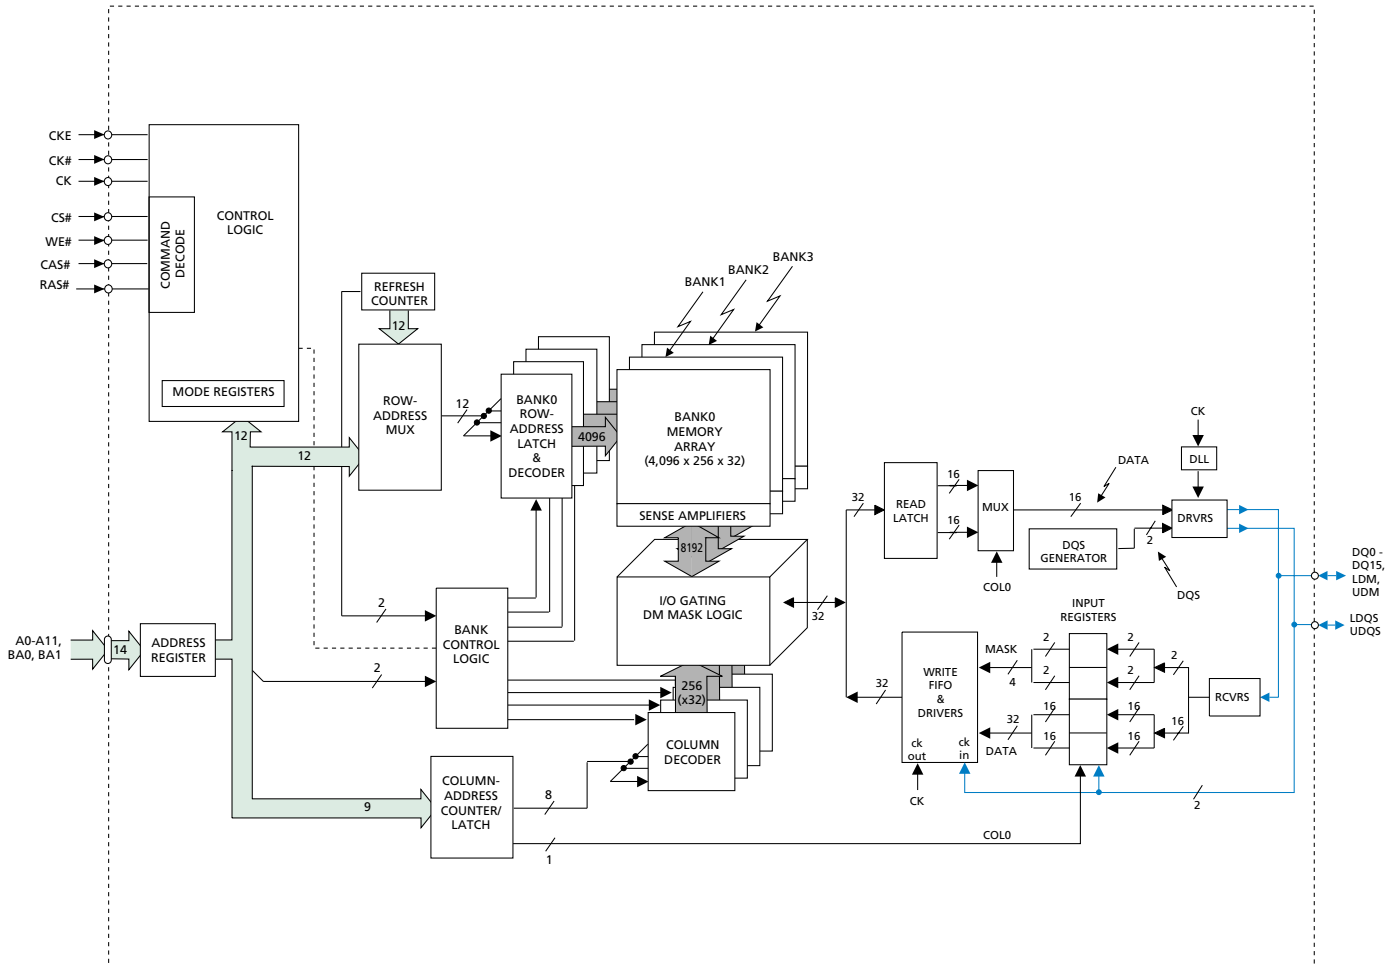 CKE
CK#
CK
CS#
WE#
CAS#
RAS#
COMMAND
DECODE
CONTROL
LOGIC
MODE REGISTERS
12
12
REFRESH
COUNTER
12
ROW-
ADDRESS
MUX
12
BANK0
ROW-
ADDRESS
LATCH
&
DECODER
4096
BANK1
BANK2
BANK3
BANK0
MEMORY
ARRAY
(4,096 x 256 x 32)
SENSE AMPLIFIERS
8192
I/O GATING
DM MASK LOGIC
32
A0-A11,
BA0, BA1
14
ADDRESS
REGISTER
2
2
BANK
CONTROL
LOGIC
256
(x32)
COLUMN
DECODER
9
COLUMN-
ADDRESS
COUNTER/
LATCH
8
1
COL0
32
READ
LATCH
16
16
MUX
COL0
16
DATA
DQS
GENERATOR
2
DQS
CK
DLL
DRVRS
DQ0 -
DQ15,
LDM,
UDM
LDQS
UDQS
32
WRITE
FIFO
&
DRIVERS
ck
out
ck
in
CK
MASK
4
32
DATA
INPUT
REGISTERS
2
2
16
16
2
2
16
16
2
16
RCVRS
2